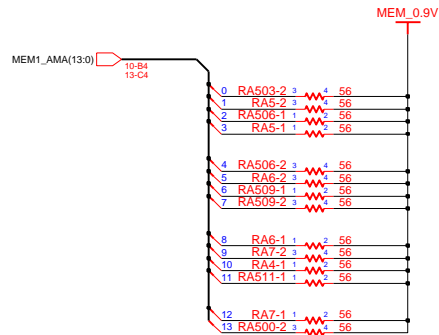 MEM_0.9V
MEM1_AMA(13:0)
10-B4
13-C4
0 RA503-2 3 4 56
1 RA5-2 3 4 56
2 RA506-1 1 2 56
3 RA5-1 1 2 56
4 RA506-2 3 4 56
5 RA6-2 3 4 56
6 RA509-1 1 2 56
7 RA509-2 3 4 56
8 RA6-1 1 2 56
9 RA7-2 3 4 56
10 RA4-1 1 2 56
11 RA511-1 1 2 56
12 RA7-1 1 2 56
13 RA500-2 3 4 56